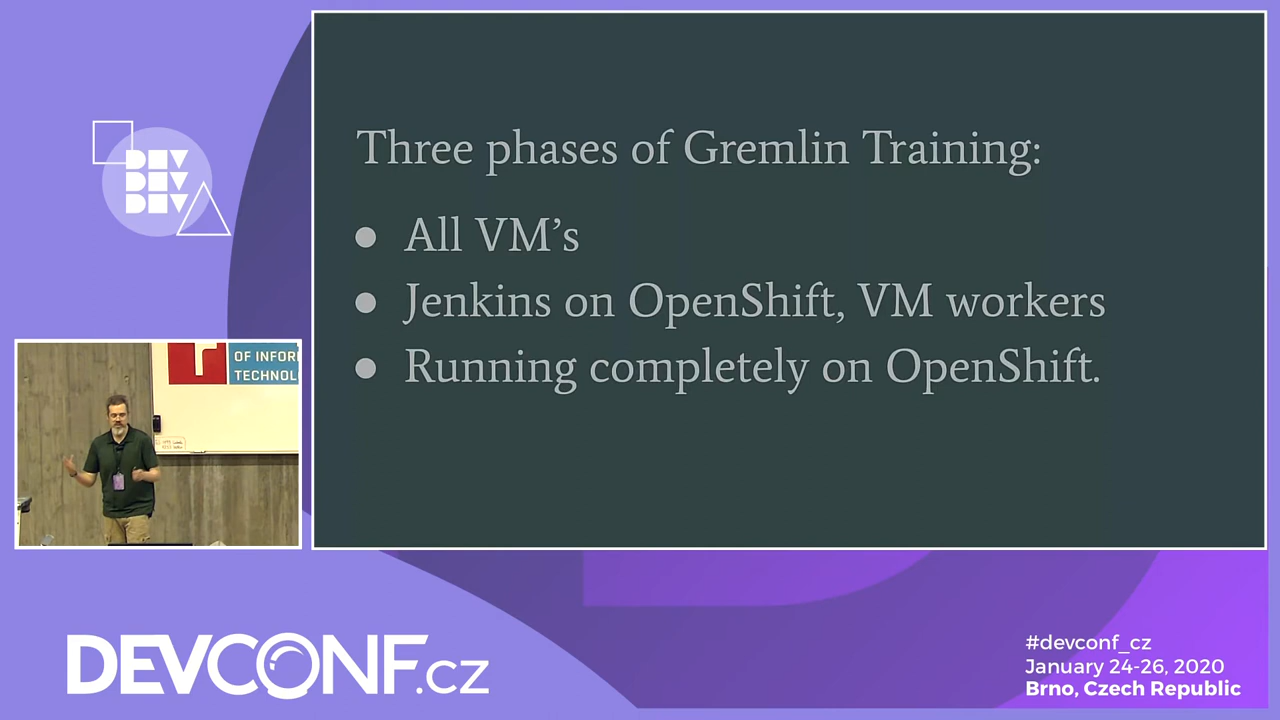 DEV
DEV
DEV
Three phases of Gremlin Training:
● All VM’s
● Jenkins on OpenShift, VM workers
● Running completely on OpenShift.
OF INFOR
TECHNOL
DEVCONF.cz
#devconf_cz
January 24-26, 2020
Brno, Czech Republic